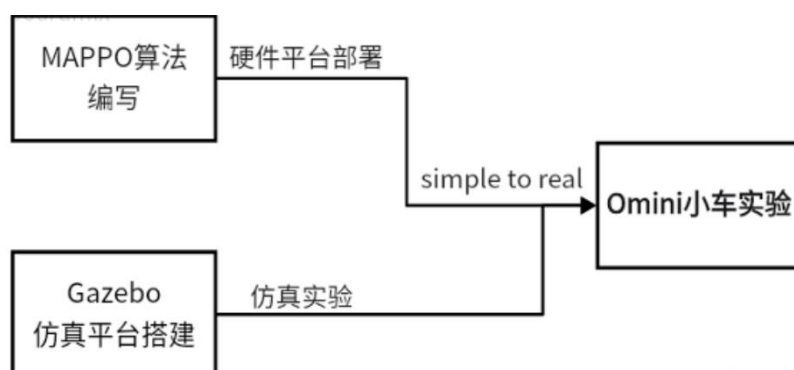 MAPPO算法
编写
硬件平台部署
simple to real
Omini小车实验
Gazebo
仿真平台搭建
仿真实验